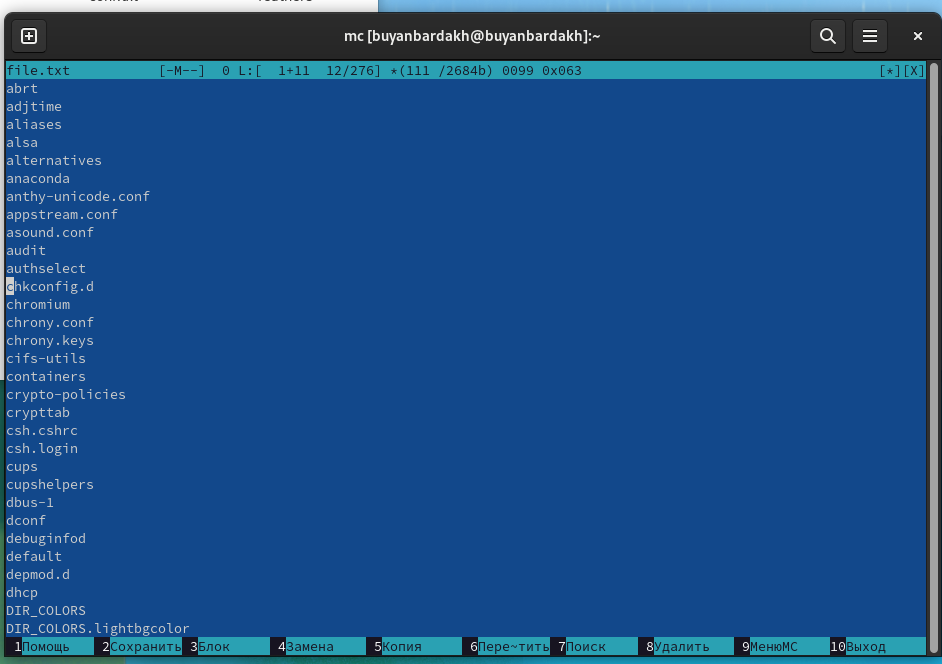 mc [buyanbardakh@buyanbardakh]:~
file.txt [-M--] 0 L:[ 1+11 12/276] *(111 /2684b) 0099 0x063 [*][X]
abrt
adjtime
aliases
alsa
alternatives
anaconda
anthy-unicode.conf
appstream.conf
asound.conf
audit
authselect
chkconfig.d
chromium
chrony.conf
chrony.keys
cifs-utils
containers
crypto-policies
crypttab
csh.cshrc
csh.login
cups
cupshelpers
dbus-1
dconf
debuginfod
default
depmod.d
dhcp
DIR_COLORS
DIR_COLORS.lightbgcolor
1Помощь 2Сохранить 3Блок 4Замена 5Копия 6Пере~тить 7Поиск 8Удалить 9МенюMC 10Выход